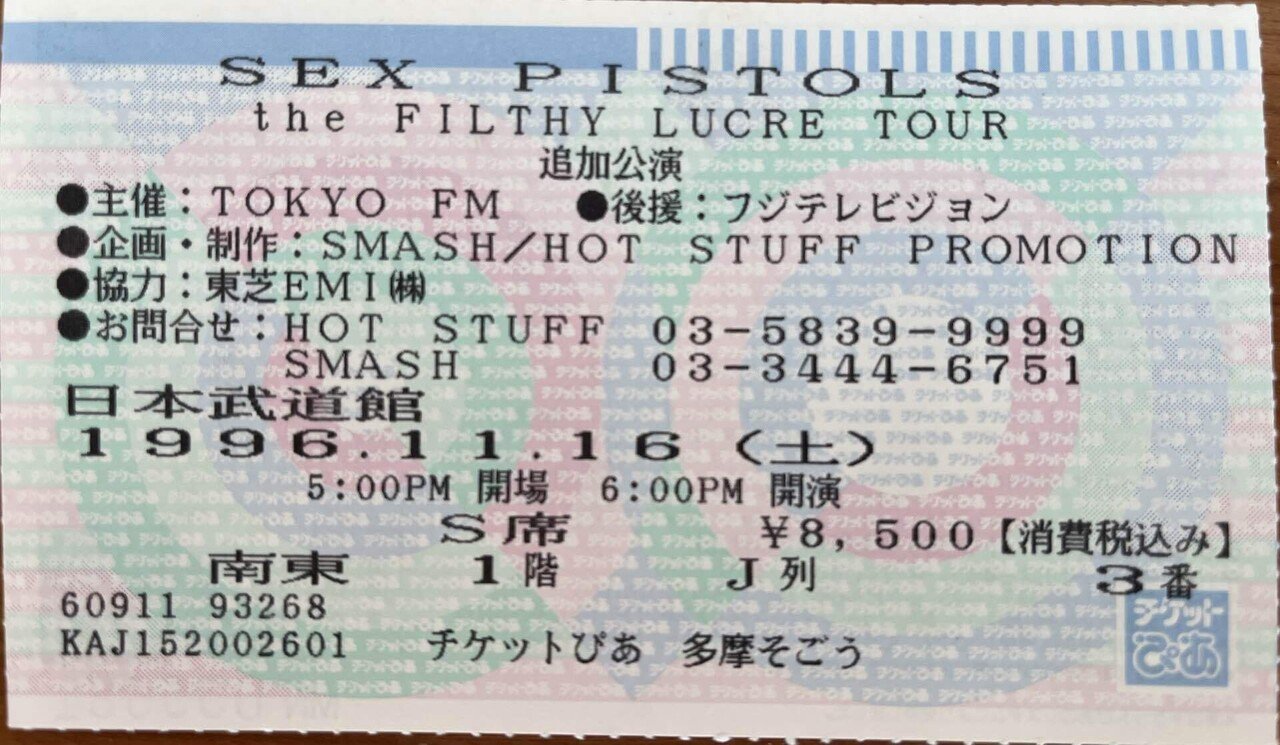 SEX PISTOLS
the FILTHY LUCRE TOUR
追加公演
●主催：TOKYO FM ●後援：フジテレビジョン
●企画・制作：SMASH／HOT STUFF PROMOTION
●協力：東芝EMI㈱
●お問合せ：HOT STUFF 03－5839－9999
SMASH 03－3444－6751
日本武道館
1996.11.16（土）
5:00PM 開場 6:00PM 開演
S席 ￥8,500【消費税込み】
南東 1階 J列 3番
60911 93268
KAJ152002601 チケットぴあ 多摩そごう
チケット
ぴあ